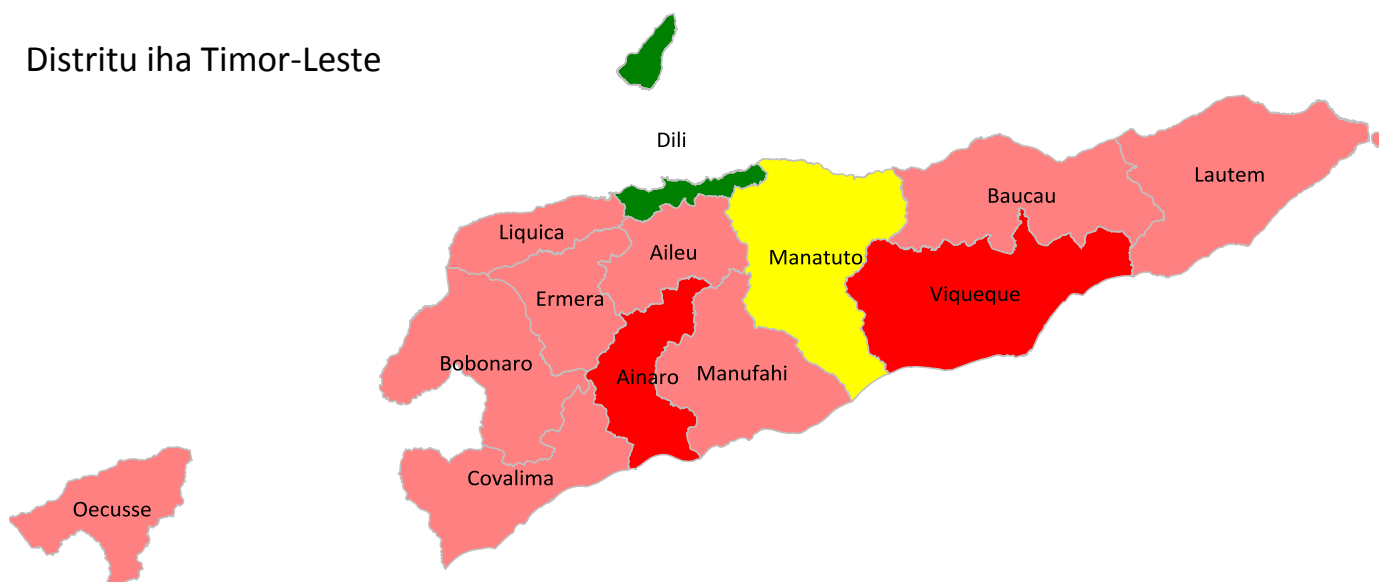 Distritu iha Timor-Leste
Dili
Lautem
Baucau
Liquica
Aileu
Manatuto
Viqueque
Ermera
Bobonaro
Ainaro
Manufahi
Covalima
Oecusse